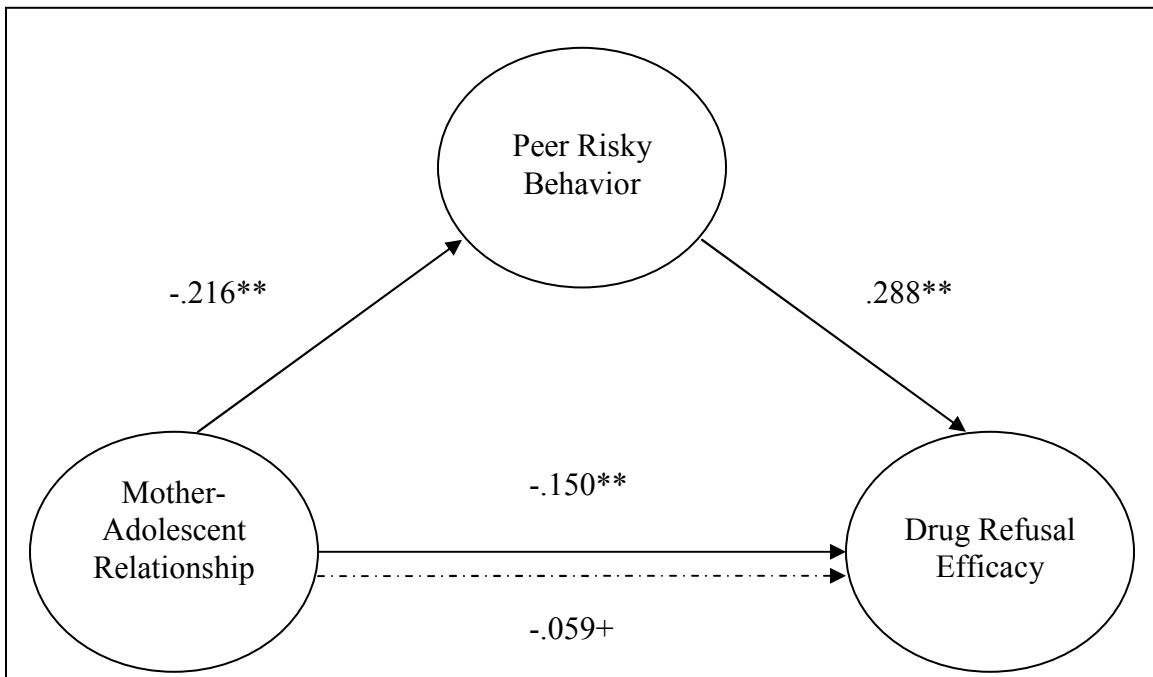 Peer Risky
Behavior
-.216**
.288**
-.150**
Mother-
Adolescent
Relationship
Drug Refusal
Efficacy
-.059+